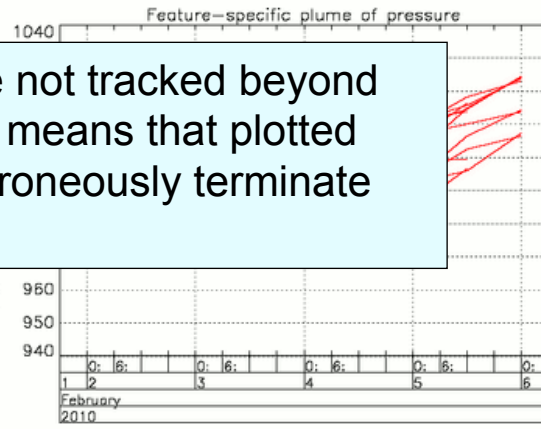 Feature-specific plume of pressure
1040
e not tracked beyond
means that plotted
roneously terminate
960
950
940
0: 6: 0: 6: 0: 6: 0: 6: 0:
1 2 3 4 5 6
February
2010